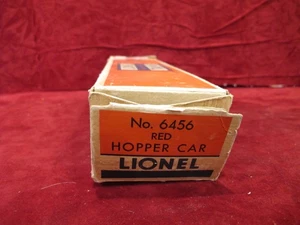 No. 6456
RED
HOPPER CAR
LIONEL